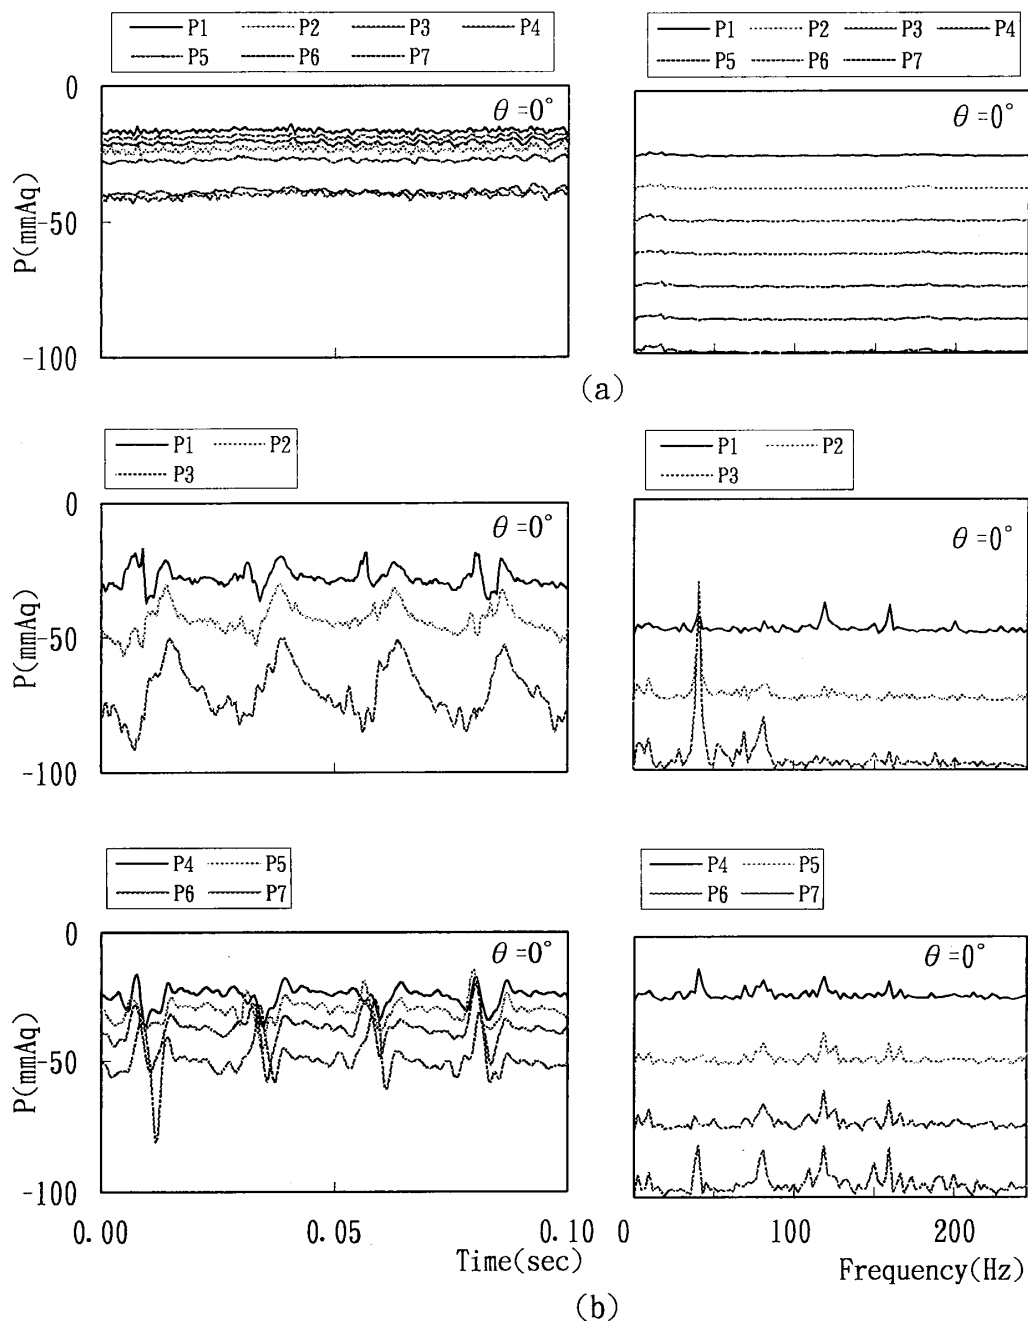 P1 P2 P3 P4
P5 P6 P7
P1 P2 P3 P4
P5 P6 P7
0
θ=0°
θ=0°
P(mmAq)
-50
-100
(a)
P1 P2
P3
P1 P2
P3
0
θ=0°
θ=0°
P(mmAq)
-50
-100
P4 P5
P6 P7
P4 P5
P6 P7
0
θ=0°
θ=0°
P(mmAq)
-50
-100
0.00 0.05 0.10
0 100 200
Time(sec)
Frequency(Hz)
(b)